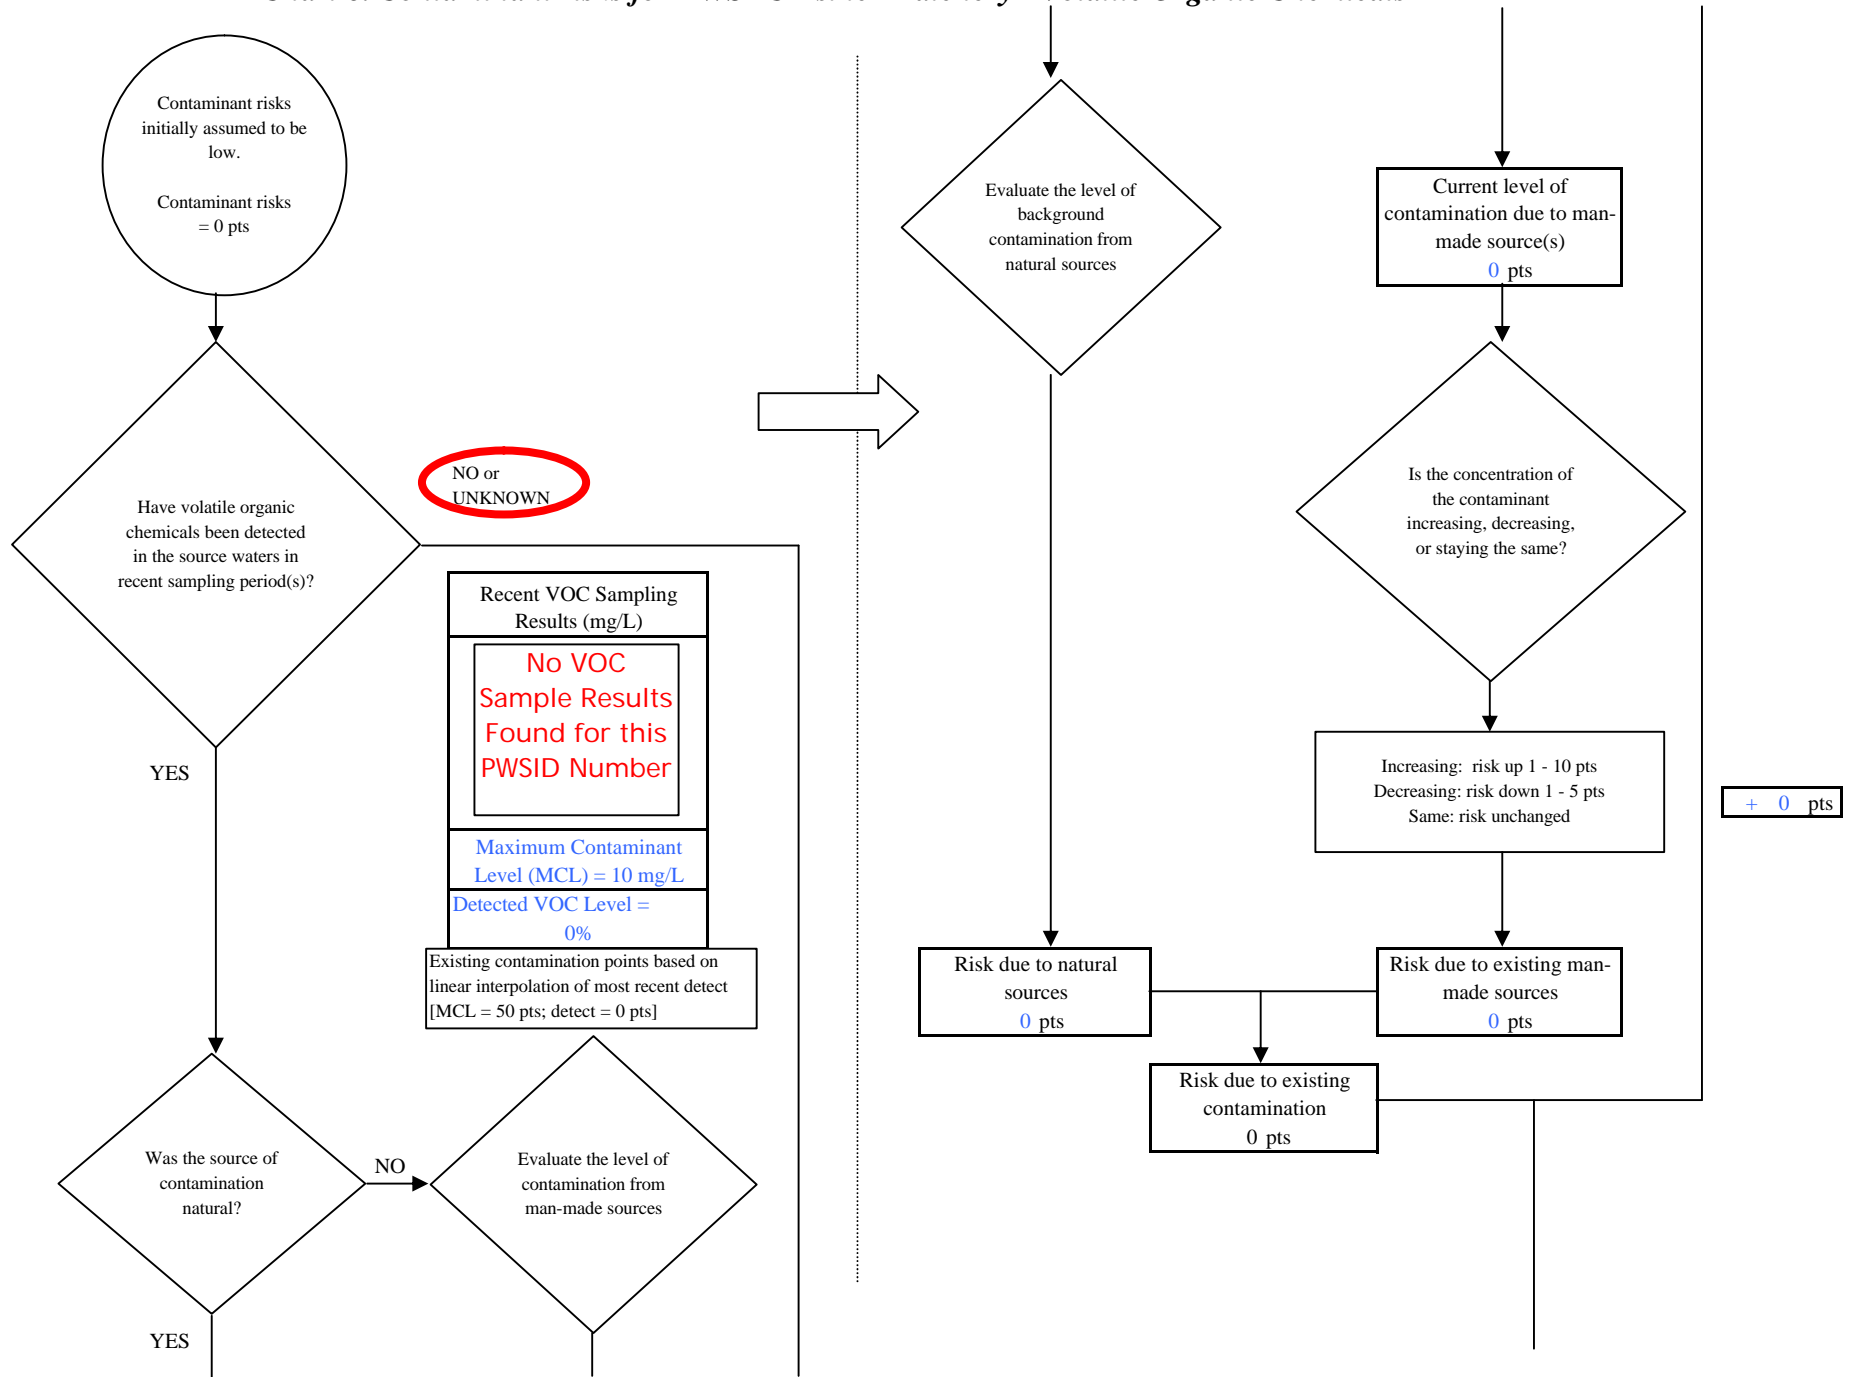 Contaminant risks
initially assumed to be
low.
Contaminant risks
= 0 pts
Have volatile organic
chemicals been detected
in the source waters in
recent sampling period(s)?
NO or
UNKNOWN
YES
Recent VOC Sampling
Results (mg/L)
No VOC
Sample Results
Found for this
PWSID Number
Maximum Contaminant
Level (MCL) = 10 mg/L
Detected VOC Level =
0%
Existing contamination points based on
linear interpolation of most recent detect
[MCL = 50 pts; detect = 0 pts]
Was the source of
contamination
natural?
NO
Evaluate the level of
contamination from
man-made sources
YES
Evaluate the level of
background
contamination from
natural sources
Current level of
contamination due to man-
made source(s)
0 pts
Is the concentration of
the contaminant
increasing, decreasing,
or staying the same?
Increasing: risk up 1 - 10 pts
Decreasing: risk down 1 - 5 pts
Same: risk unchanged
+ 0 pts
Risk due to natural
sources
0 pts
Risk due to existing man-
made sources
0 pts
Risk due to existing
contamination
0 pts